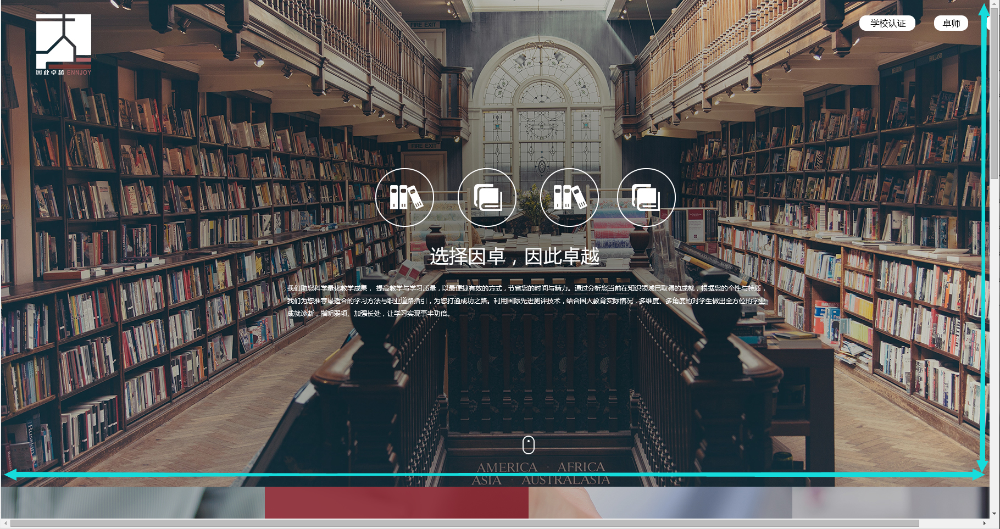 FIRE EXIT
学校认证
卓师
因此卓越 ENNJOY
HOLLAND
BELGIUM
FIRE EXIT
PORTUGAL
选择因卓，因此卓越
我们助您科学量化教学成果， 提高教学与学习质量，以最便捷有效的方式，节省您的时间与精力。通过分析您当前在知识领域已取得的成就，根据您的个性与特质，
我们为您推荐最适合的学习方法与职业道路指引，为您打通成功之路。利用国际先进测评技术，结合国人教育实际情况，多维度、多角度的对学生做出全方位的学业
成就诊断，指明弱项、加强长处，让学习实现事半功倍。
Russian
AMERICA · AFRICA
ASIA · AUSTRALASIA